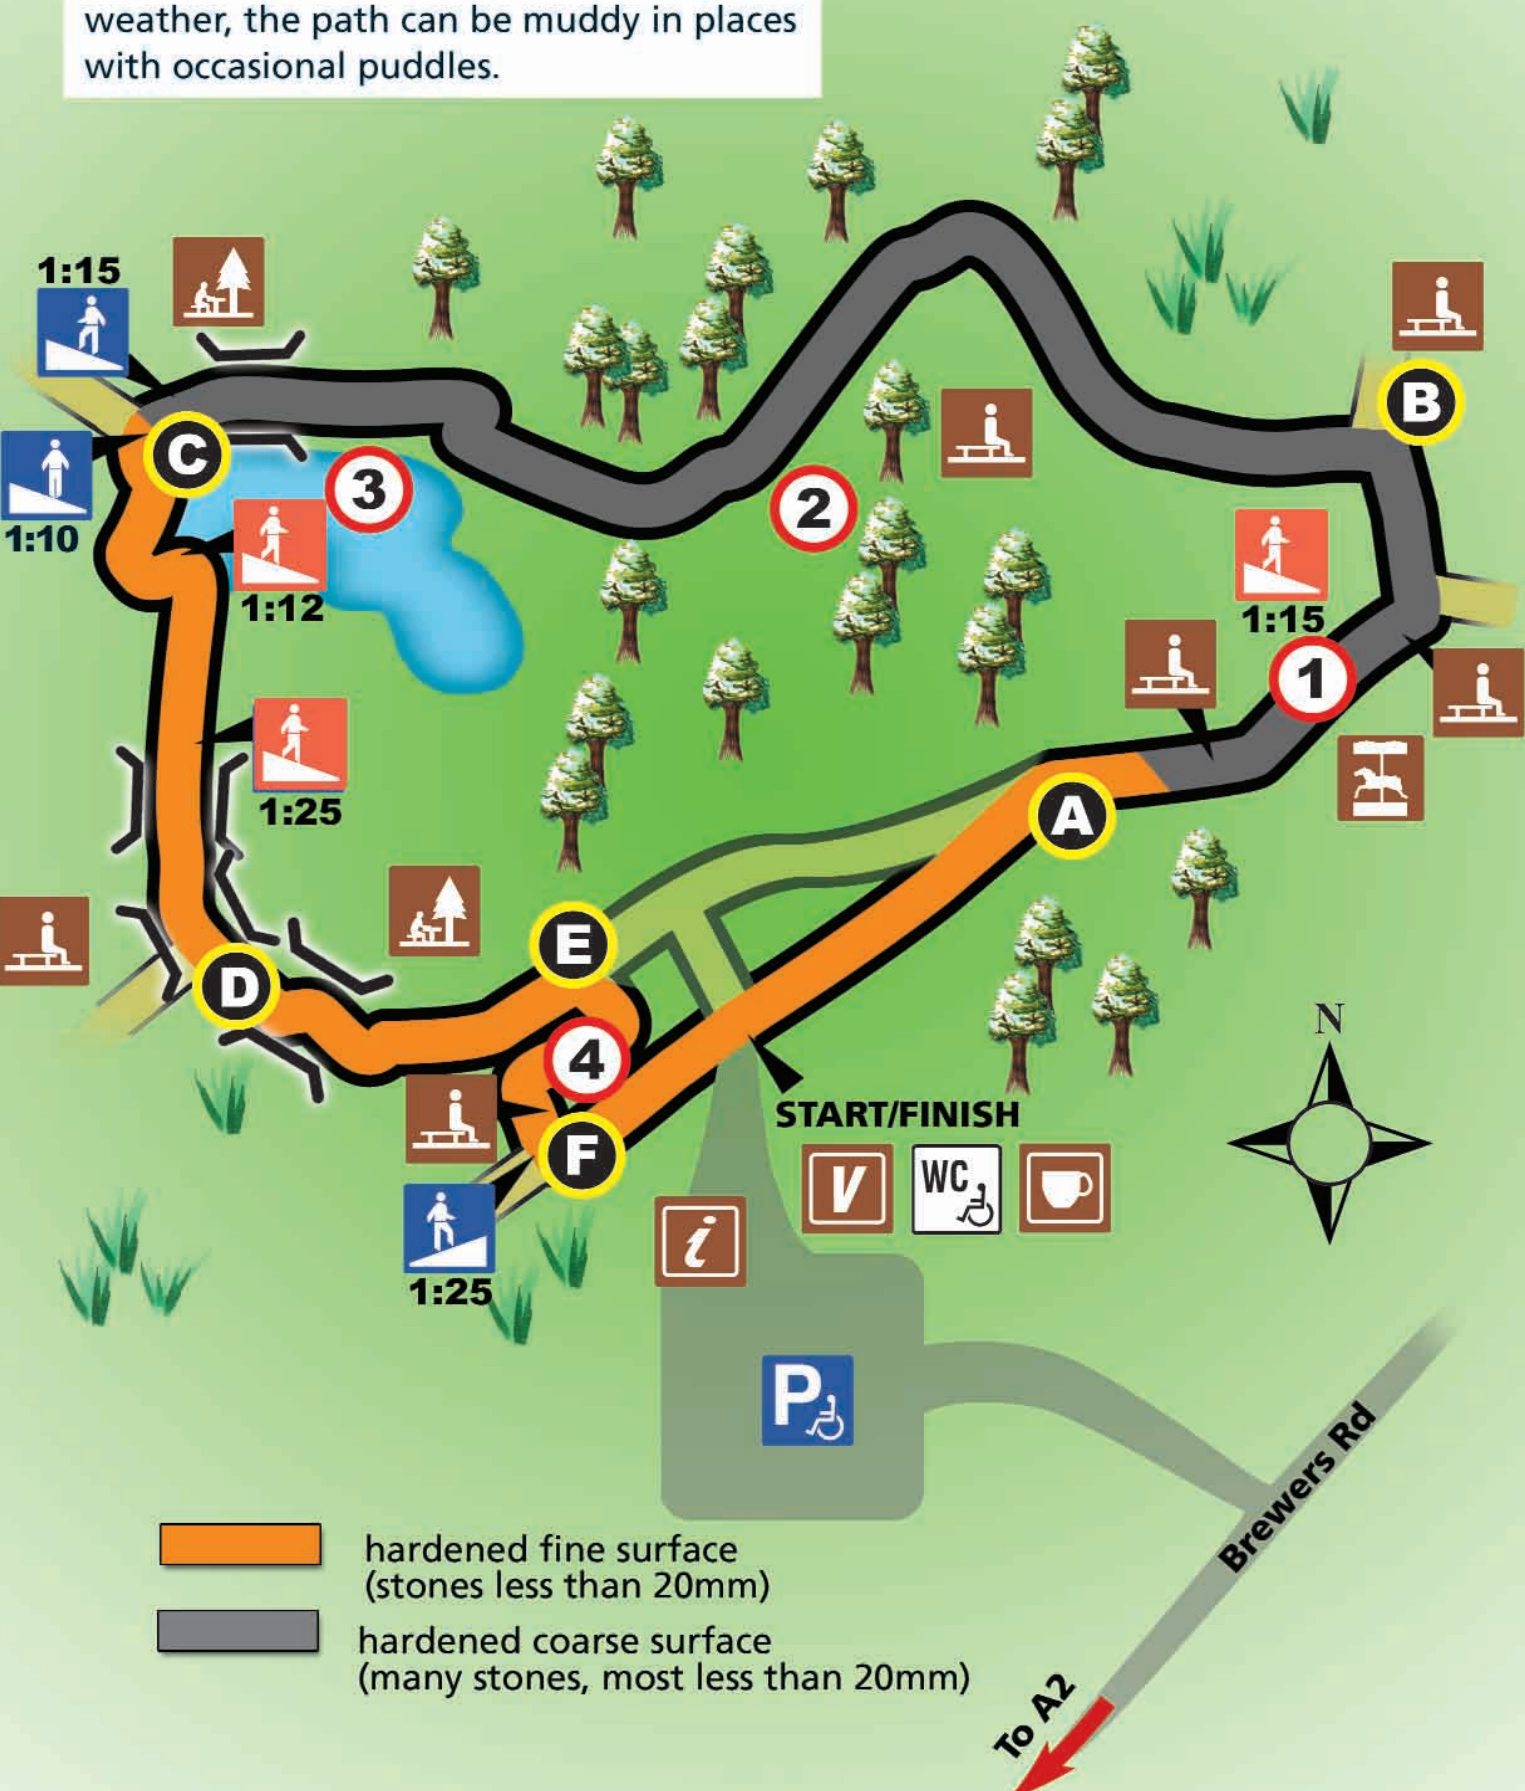 weather, the path can be muddy in places
with occasional puddles.
1:15
B
C
3
1:10
2
1:12
1:15
1
1:25
A
E
D
N
4
START/FINISH
F
V
WC
i
1:25
P
Brewers Rd
hardened fine surface
(stones less than 20mm)
hardened coarse surface
(many stones, most less than 20mm)
To A2